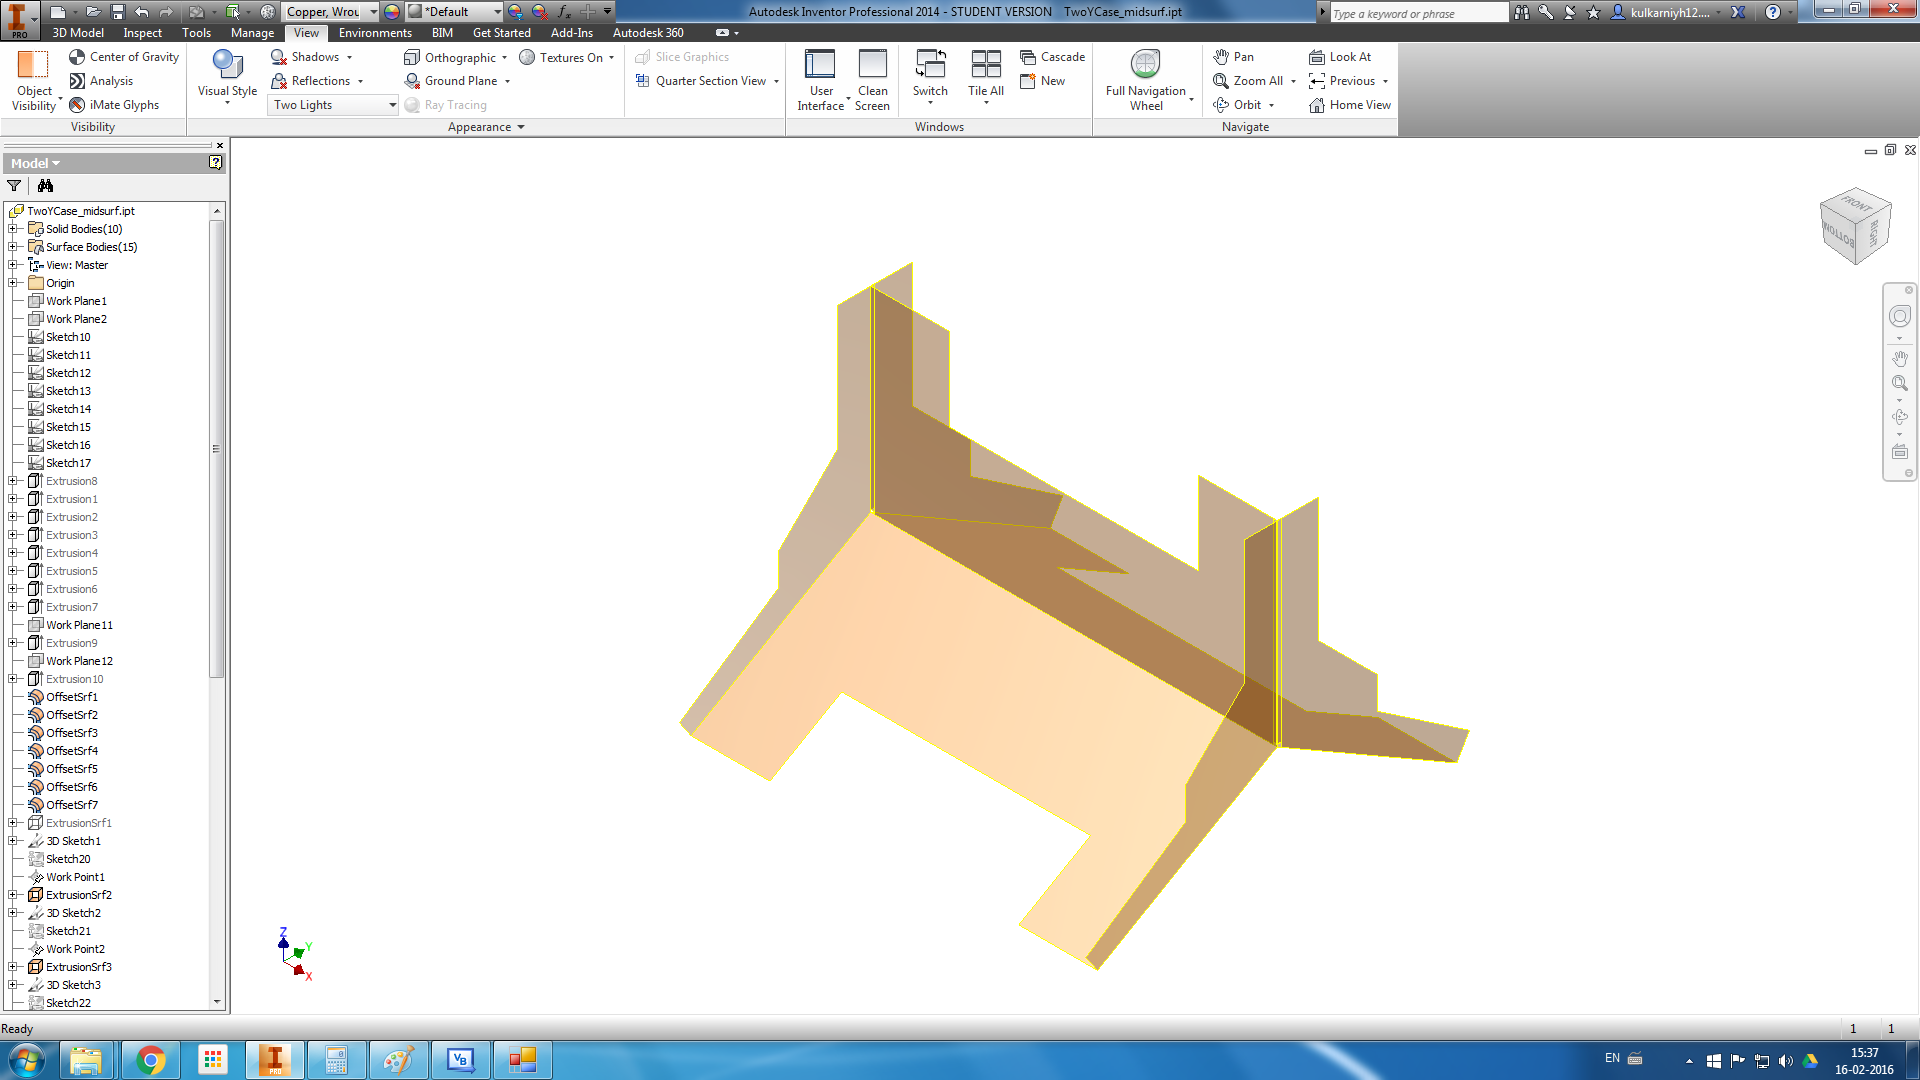 Copper, Wrou
*Default
Autodesk Inventor Professional 2014 - STUDENT VERSION TwoYCase_midsurf.ipt
Type a keyword or phrase
kulkarniyh12....
PRO
3D Model Inspect Tools Manage View Environments BIM Get Started Add-Ins Autodesk 360
Object Visibility
Center of Gravity
Analysis
iMate Glyphs
Visibility
Visual Style
Shadows
Reflections
Two Lights
Orthographic
Ground Plane
Ray Tracing
Textures On
Appearance
Slice Graphics
Quarter Section View
User Interface
Clean Screen
Switch
Tile All
Cascade
New
Windows
Full Navigation Wheel
Pan
Zoom All
Orbit
Look At
Previous
Home View
Navigate
Model
TwoYCase_midsurf.ipt
Solid Bodies(10)
Surface Bodies(15)
View: Master
Origin
Work Plane1
Work Plane2
Sketch10
Sketch11
Sketch12
Sketch13
Sketch14
Sketch15
Sketch16
Sketch17
Extrusion8
Extrusion1
Extrusion2
Extrusion3
Extrusion4
Extrusion5
Extrusion6
Extrusion7
Work Plane11
Extrusion9
Work Plane12
Extrusion10
OffsetSrf1
OffsetSrf2
OffsetSrf3
OffsetSrf4
OffsetSrf5
OffsetSrf6
OffsetSrf7
ExtrusionSrf1
3D Sketch1
Sketch20
Work Point1
ExtrusionSrf2
3D Sketch2
Sketch21
Work Point2
ExtrusionSrf3
3D Sketch3
Sketch22
FRONT
BOTTOM
RIGHT
Z
Y
X
Ready
1 1
PRO
VB
EN
15:37
16-02-2016